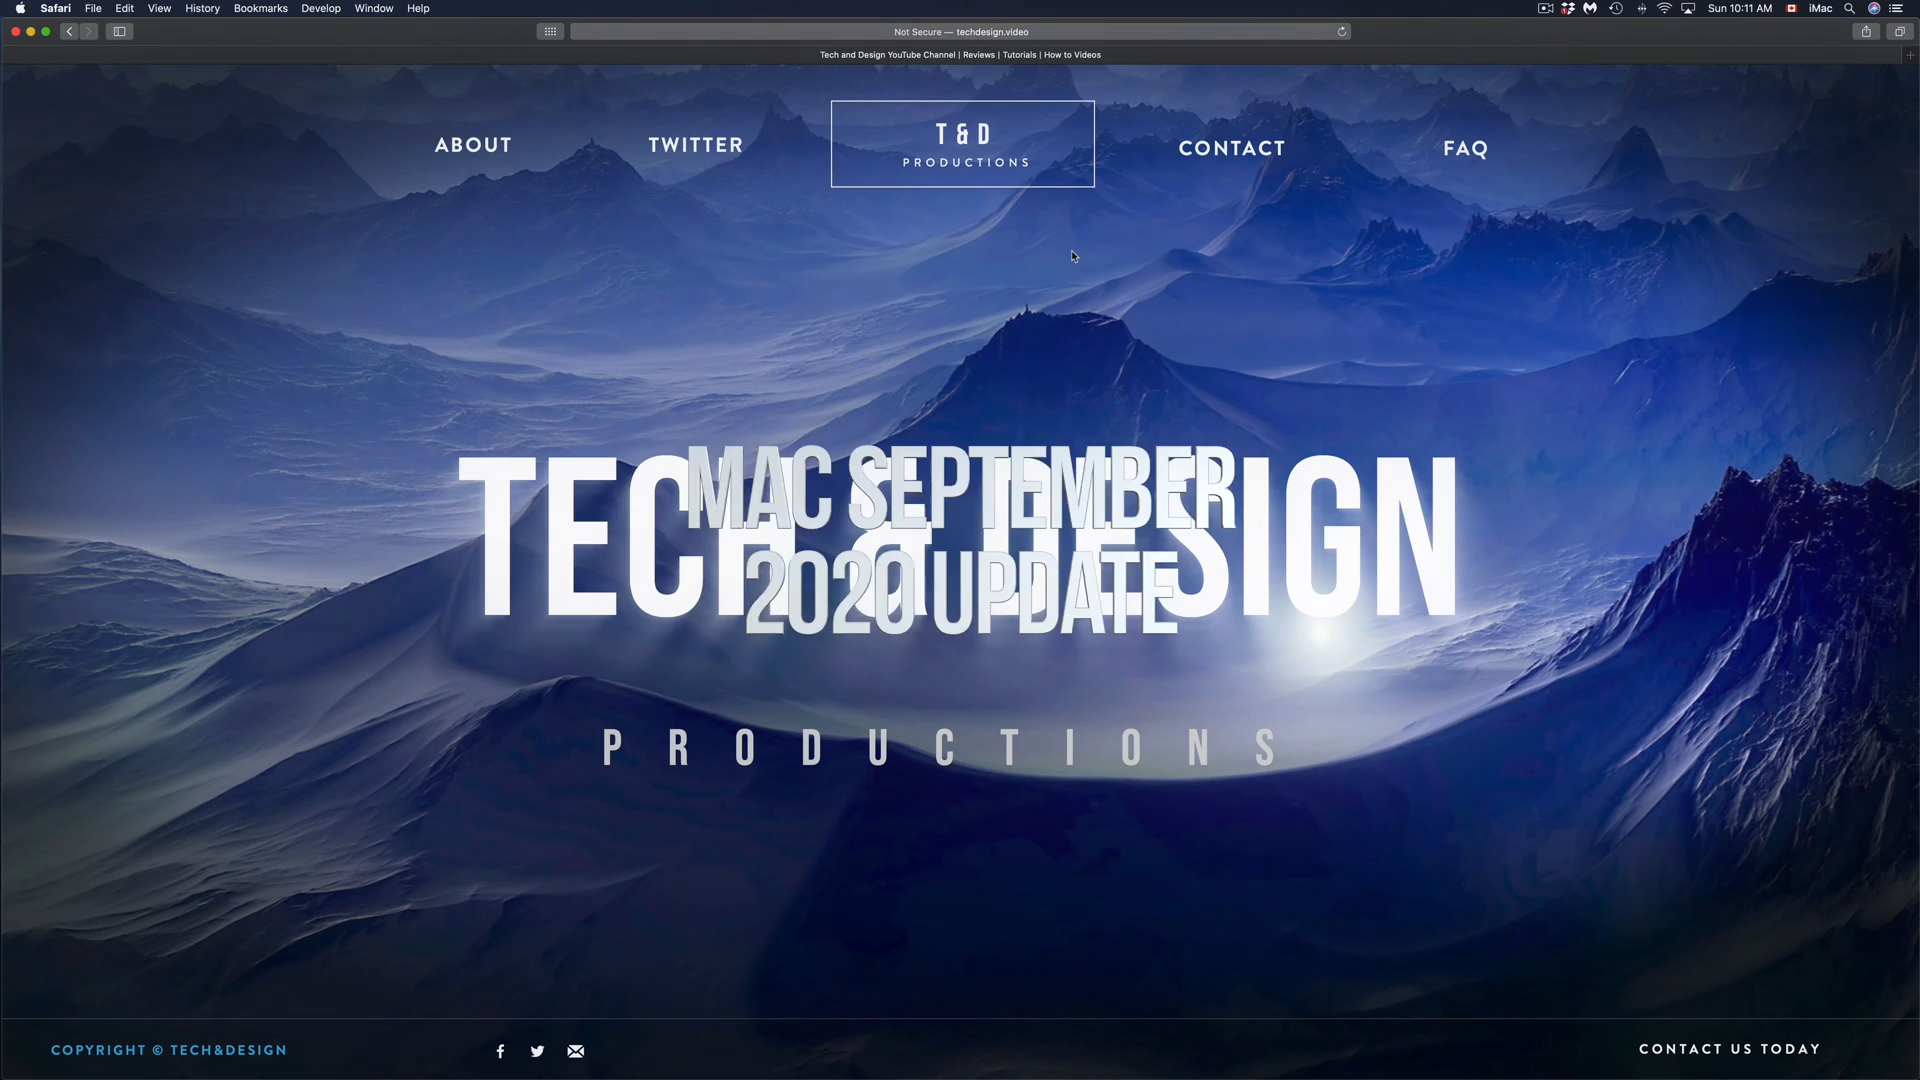 Safari File Edit View History Bookmarks Develop Window Help
Sun 10:11 AM iMac
Not Secure — techdesign.video
Tech and Design YouTube Channel | Reviews | Tutorials | How to Videos
ABOUT TWITTER T & D CONTACT FAQ
PRODUCTIONS
MAC SEPTEMBER
TECH & DESIGN
2020 UPDATE
PRODUCTIONS
COPYRIGHT © TECH&DESIGN
CONTACT US TODAY